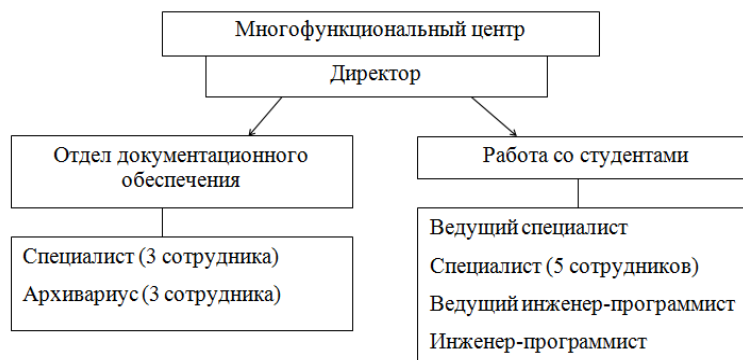 Многофункциональный центр
Директор
Отдел документационного
обеспечения
Специалист (3 сотрудника)
Архивариус (3 сотрудника)
Работа со студентами
Ведущий специалист
Специалист (5 сотрудников)
Ведущий инженер-программист
Инженер-программист